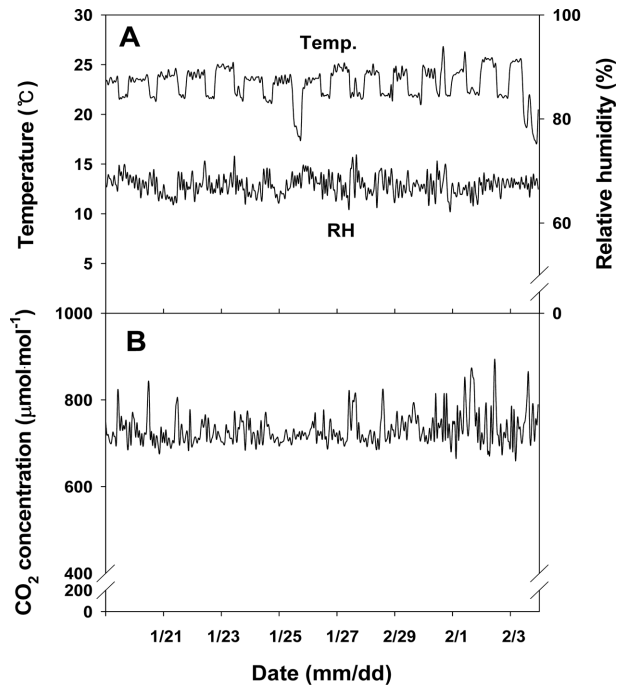 A
Temp.
RH
30
25
20
15
10
5
Temperature (℃)
100
80
60
0
Relative humidity (%)
B
1000
800
600
400
200
0
CO₂ concentration (μmol·mol⁻¹)
1/21 1/23 1/25 1/27 2/29 2/1 2/3
Date (mm/dd)